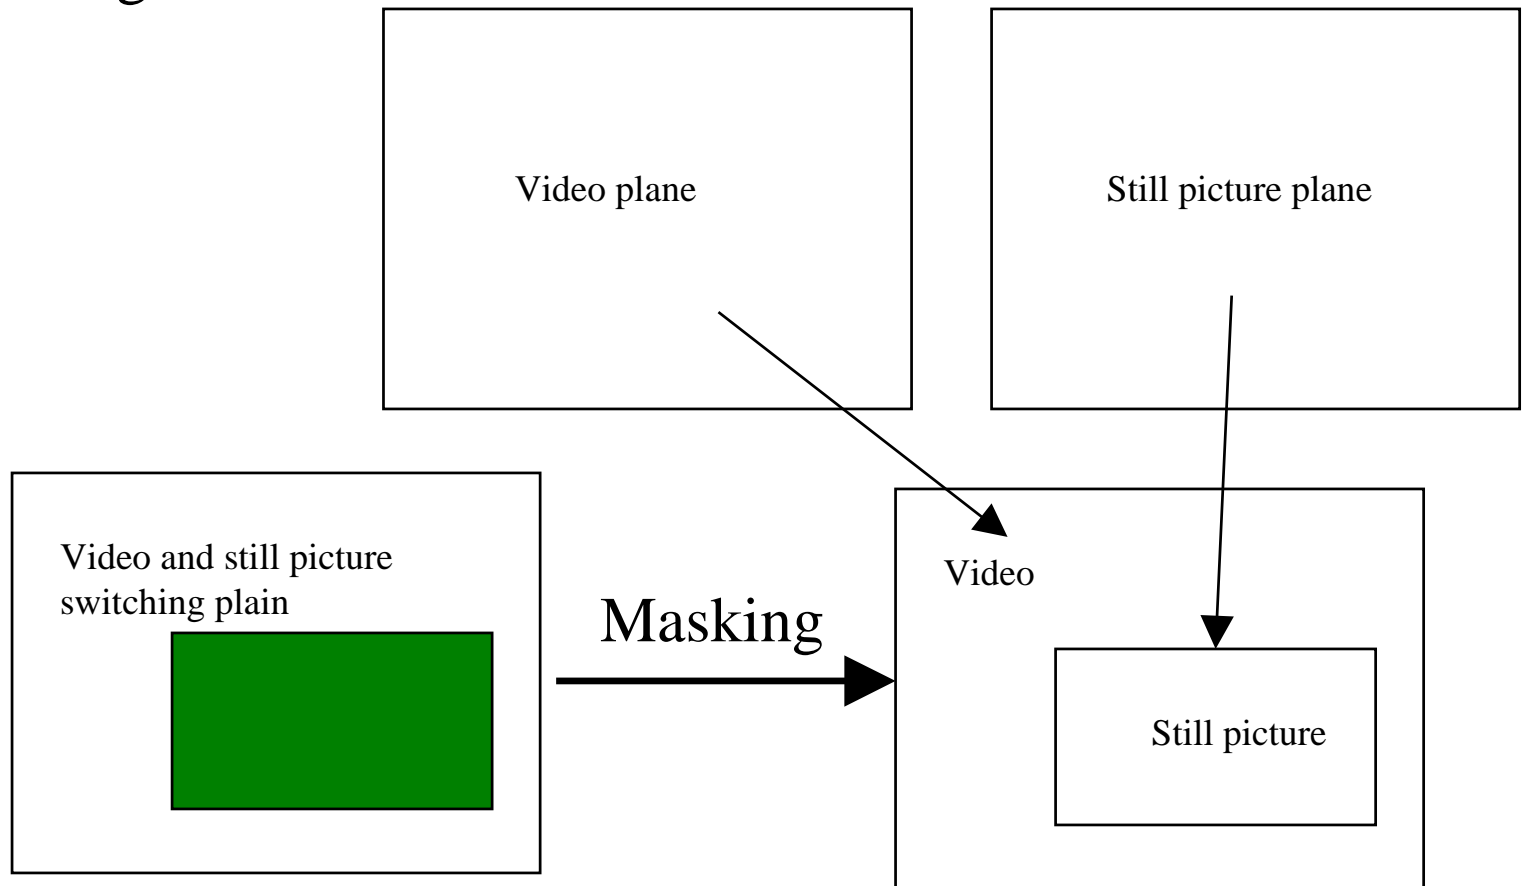 Video plane
Still picture plane
Video and still picture
switching plain
Masking
Video
Still picture